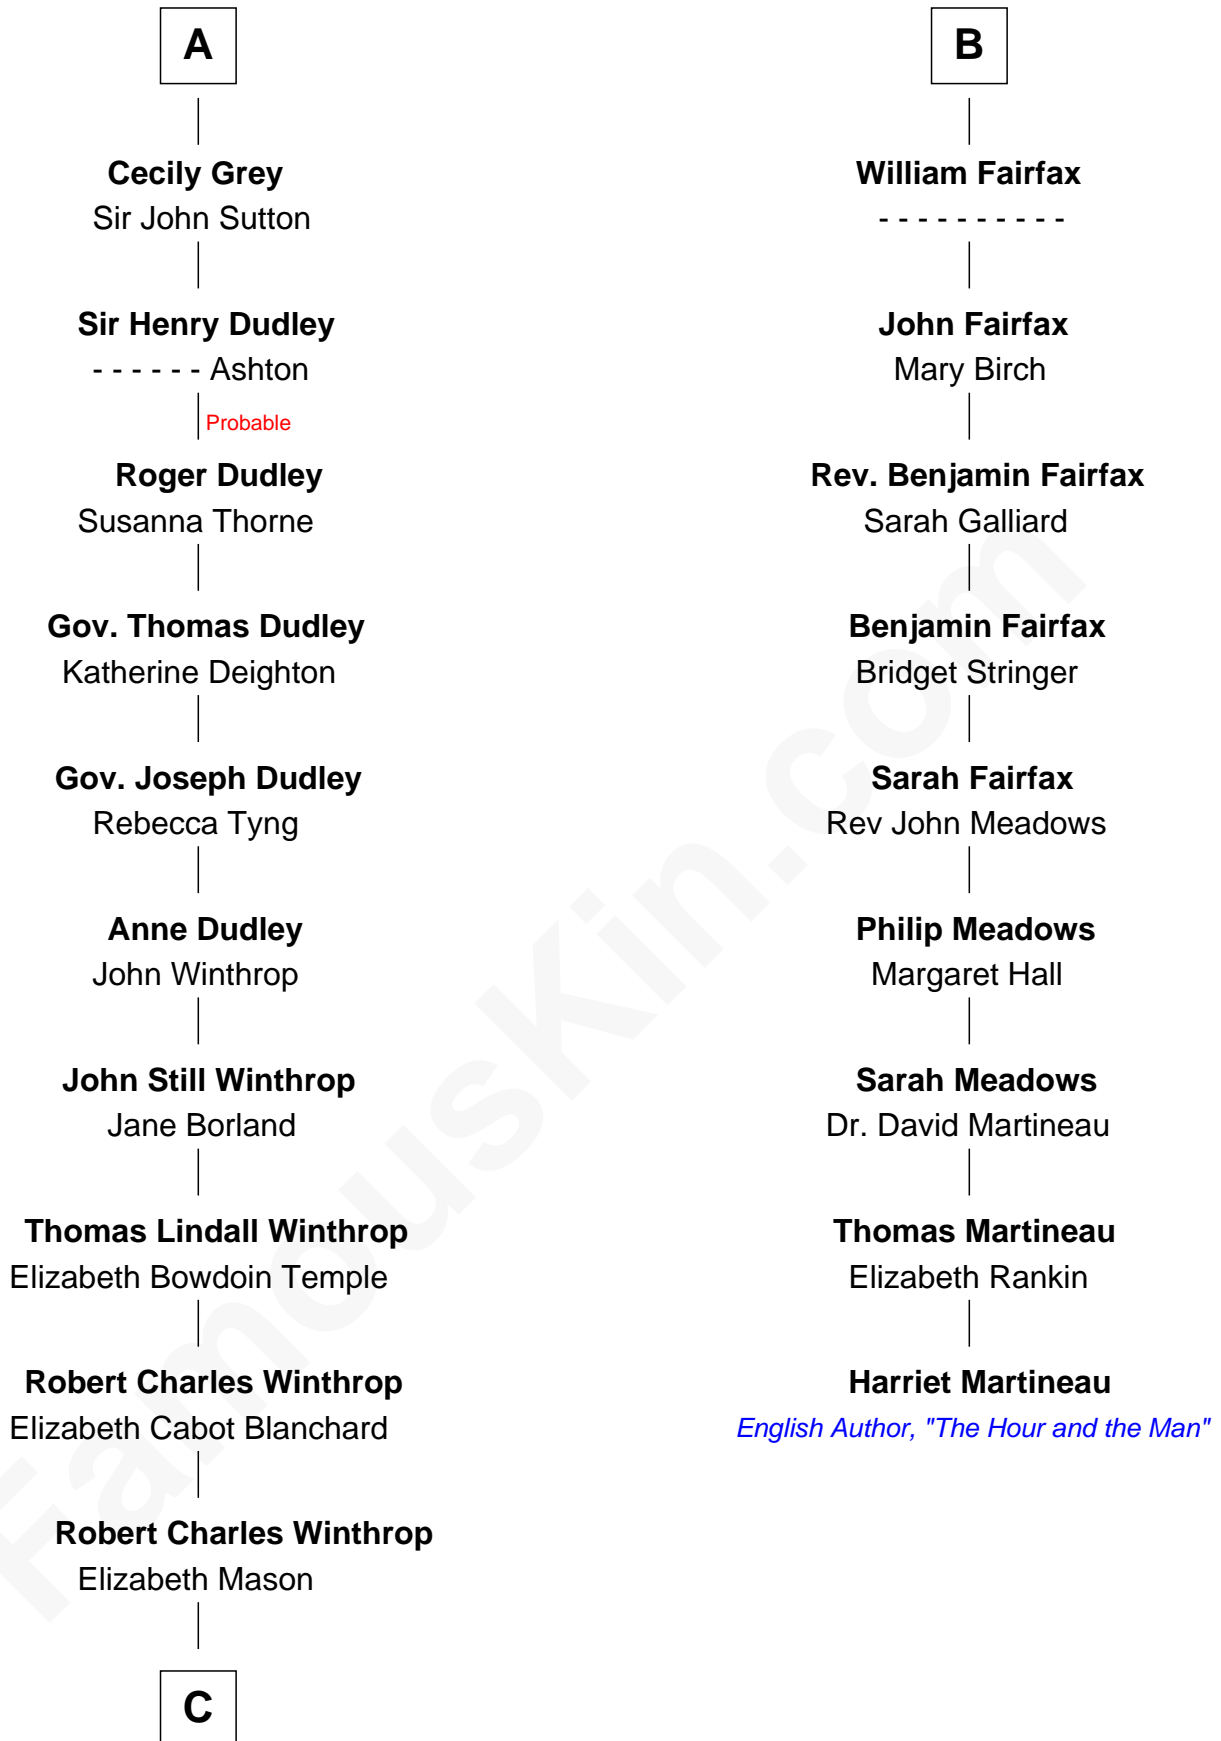 A
Cecily Grey
Sir John Sutton
Sir Henry Dudley
- - - - - - Ashton
Probable
Roger Dudley
Susanna Thorne
Gov. Thomas Dudley
Katherine Deighton
Gov. Joseph Dudley
Rebecca Tyng
Anne Dudley
John Winthrop
John Still Winthrop
Jane Borland
Thomas Lindall Winthrop
Elizabeth Bowdoin Temple
Robert Charles Winthrop
Elizabeth Cabot Blanchard
Robert Charles Winthrop
Elizabeth Mason
C
B
William Fairfax
- - - - - - - - - -
John Fairfax
Mary Birch
Rev. Benjamin Fairfax
Sarah Galliard
Benjamin Fairfax
Bridget Stringer
Sarah Fairfax
Rev John Meadows
Philip Meadows
Margaret Hall
Sarah Meadows
Dr. David Martineau
Thomas Martineau
Elizabeth Rankin
Harriet Martineau
English Author, "The Hour and the Man"
FamousKin.com